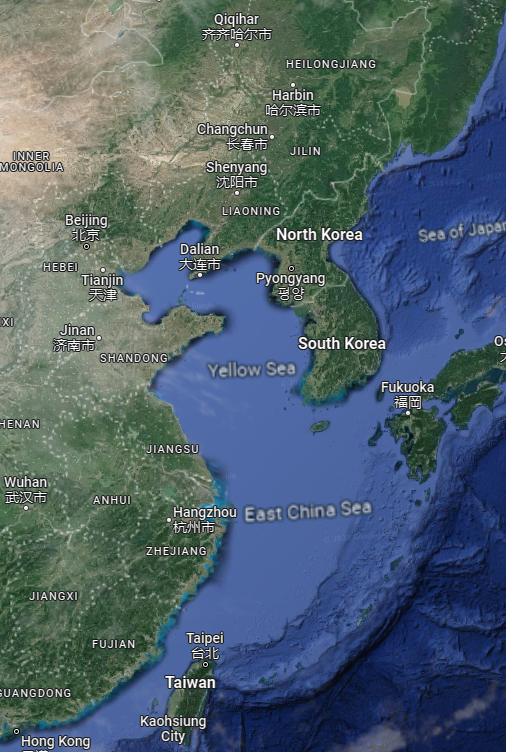 Qiqihar
齐齐哈尔市
HEILONGJIANG
Harbin
哈尔滨市
Changchun
长春市
JILIN
INNER
MONGOLIA
Shenyang
沈阳市
LIAONING
Beijing
北京
North Korea
Sea of Japan
Dalian
大连市
HEBEI
Tianjin
天津
Pyongyang
평양
XI
Jinan
济南市
SHANDONG
South Korea
Os
Yellow Sea
Fukuoka
福岡
HENAN
JIANGSU
Wuhan
武汉市
ANHUI
Hangzhou
杭州市
East China Sea
ZHEJIANG
JIANGXI
FUJIAN
Taipei
台北
Taiwan
GUANGDONG
Kaohsiung
City
Hong Kong